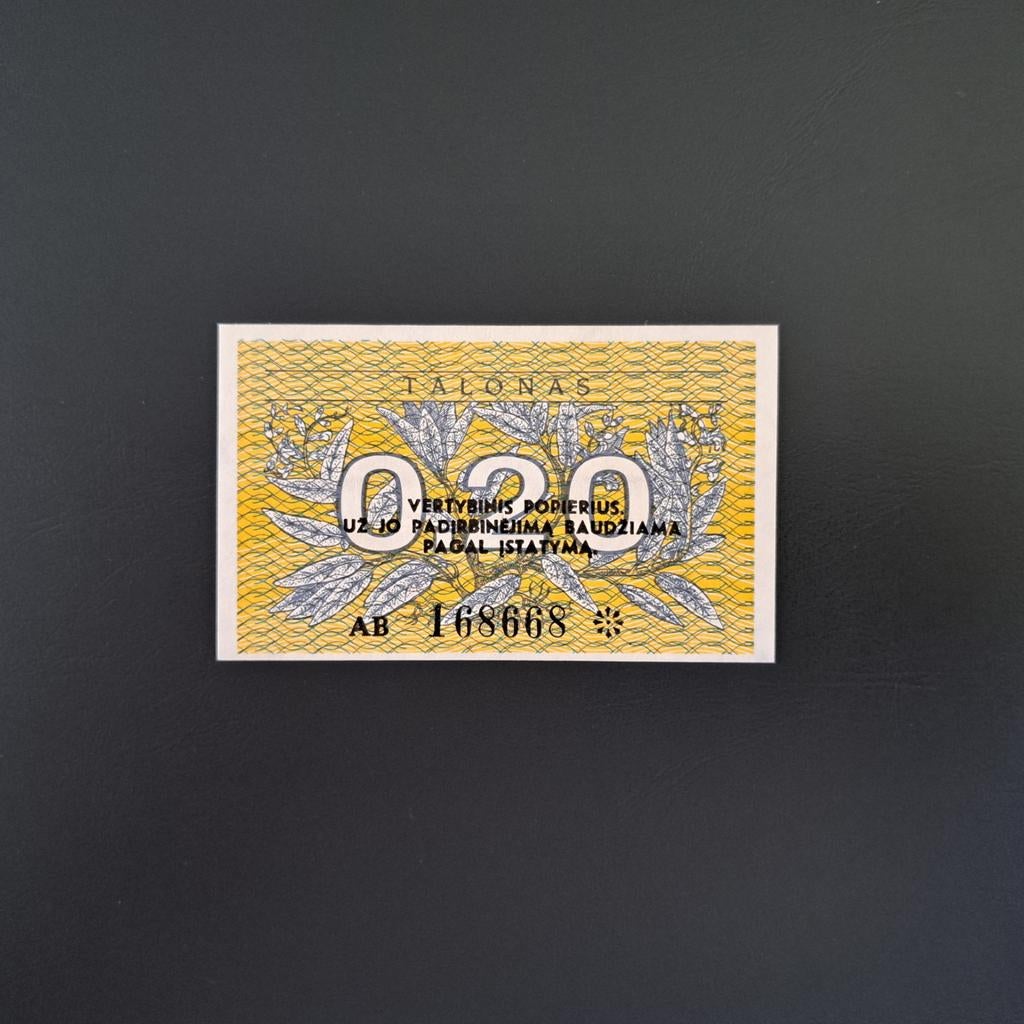 TALONAS
0,20
VERTYBINIS POPIERIUS.
UŽ JO PADIRBINĖJIMĄ BAUDŽIAMA
PAGAL ĮSTATYMĄ.
AB 168668